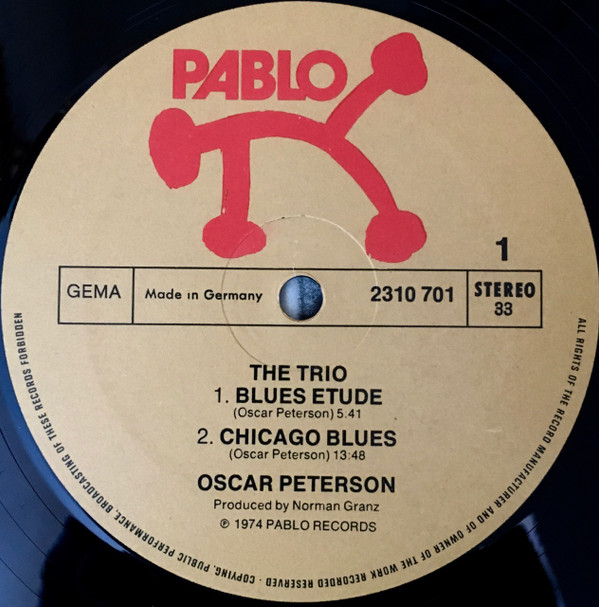 PABLO
1
GEMA
Made in Germany
2310 701
STEREO
33
THE TRIO
1. BLUES ETUDE
(Oscar Peterson) 5.41
2. CHICAGO BLUES
(Oscar Peterson) 13:48
OSCAR PETERSON
Produced by Norman Granz
℗ 1974 PABLO RECORDS
ALL RIGHTS OF THE RECORD MANUFACTURER AND OF OWNER OF THE WORK RECORDED RESERVED · COPYING, PUBLIC PERFORMANCE, BROADCASTING OF THESE RECORDS FORBIDDEN